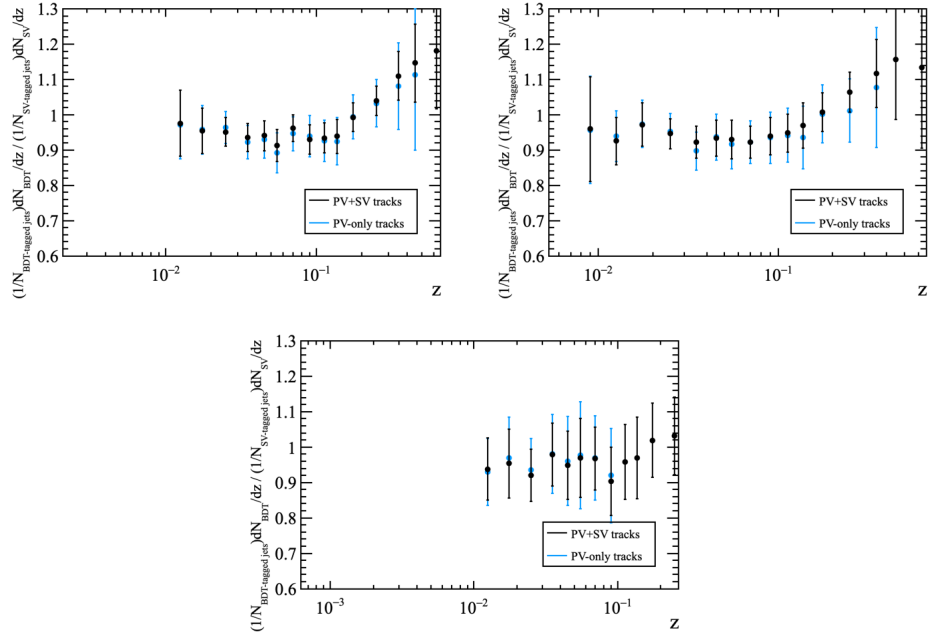 (1/N_BDT-tagged jets)dN_BDT/dz / (1/N_SV-tagged jets)dN_SV/dz
1.3
1.2
1.1
1
0.9
0.8
0.7
0.6
PV+SV tracks
PV-only tracks
10⁻² 10⁻¹
z
(1/N_BDT-tagged jets)dN_BDT/dz / (1/N_SV-tagged jets)dN_SV/dz
1.3
1.2
1.1
1
0.9
0.8
0.7
0.6
PV+SV tracks
PV-only tracks
10⁻² 10⁻¹
z
(1/N_BDT-tagged jets)dN_BDT/dz / (1/N_SV-tagged jets)dN_SV/dz
1.3
1.2
1.1
1
0.9
0.8
0.7
0.6
PV+SV tracks
PV-only tracks
10⁻³ 10⁻² 10⁻¹
z